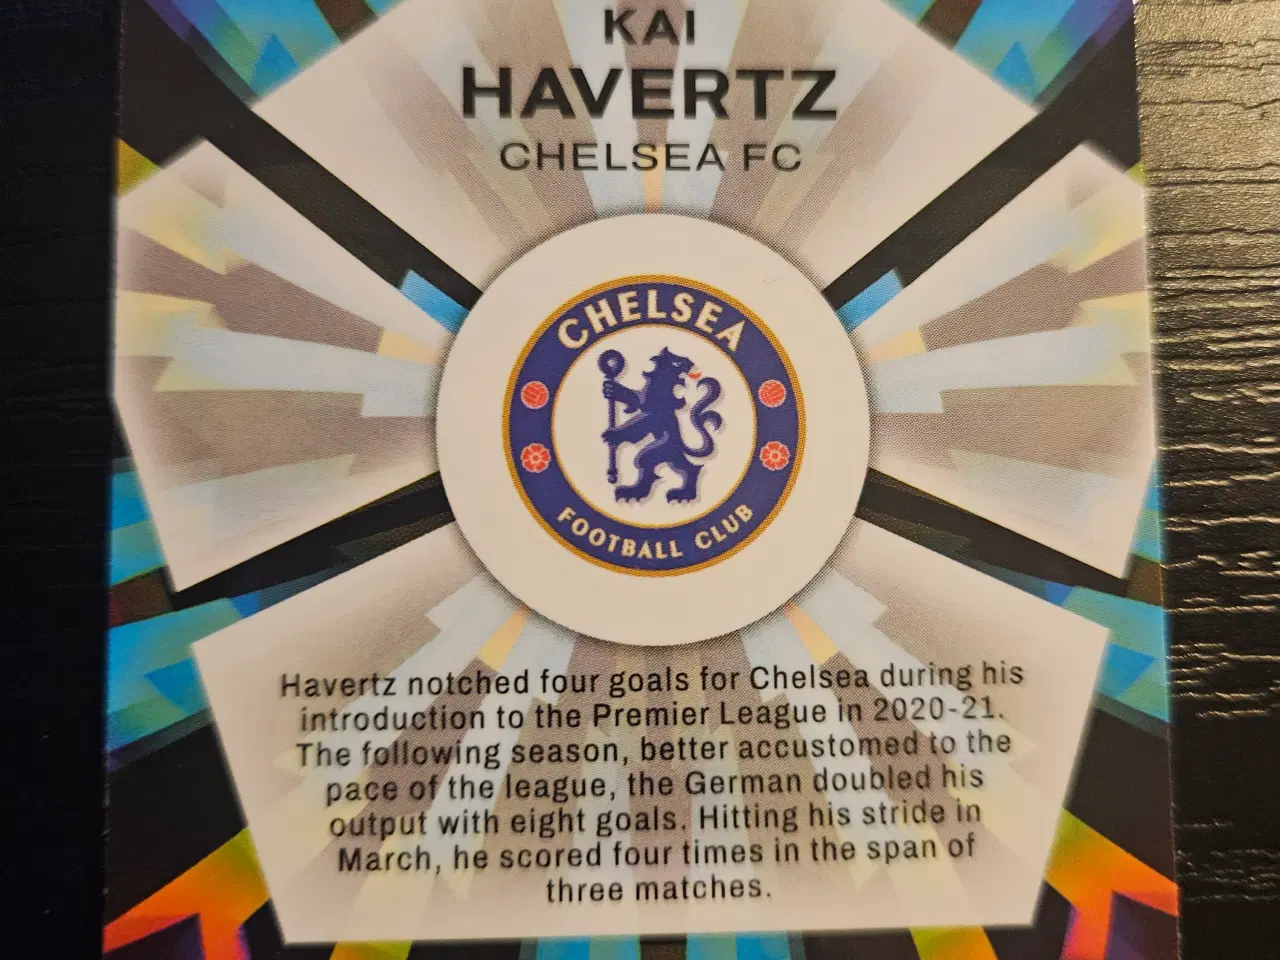 KAI
HAVERTZ
CHELSEA FC
CHELSEA
FOOTBALL CLUB
Havertz notched four goals for Chelsea during his
introduction to the Premier League in 2020-21.
The following season, better accustomed to the
pace of the league, the German doubled his
output with eight goals. Hitting his stride in
March, he scored four times in the span of
three matches.